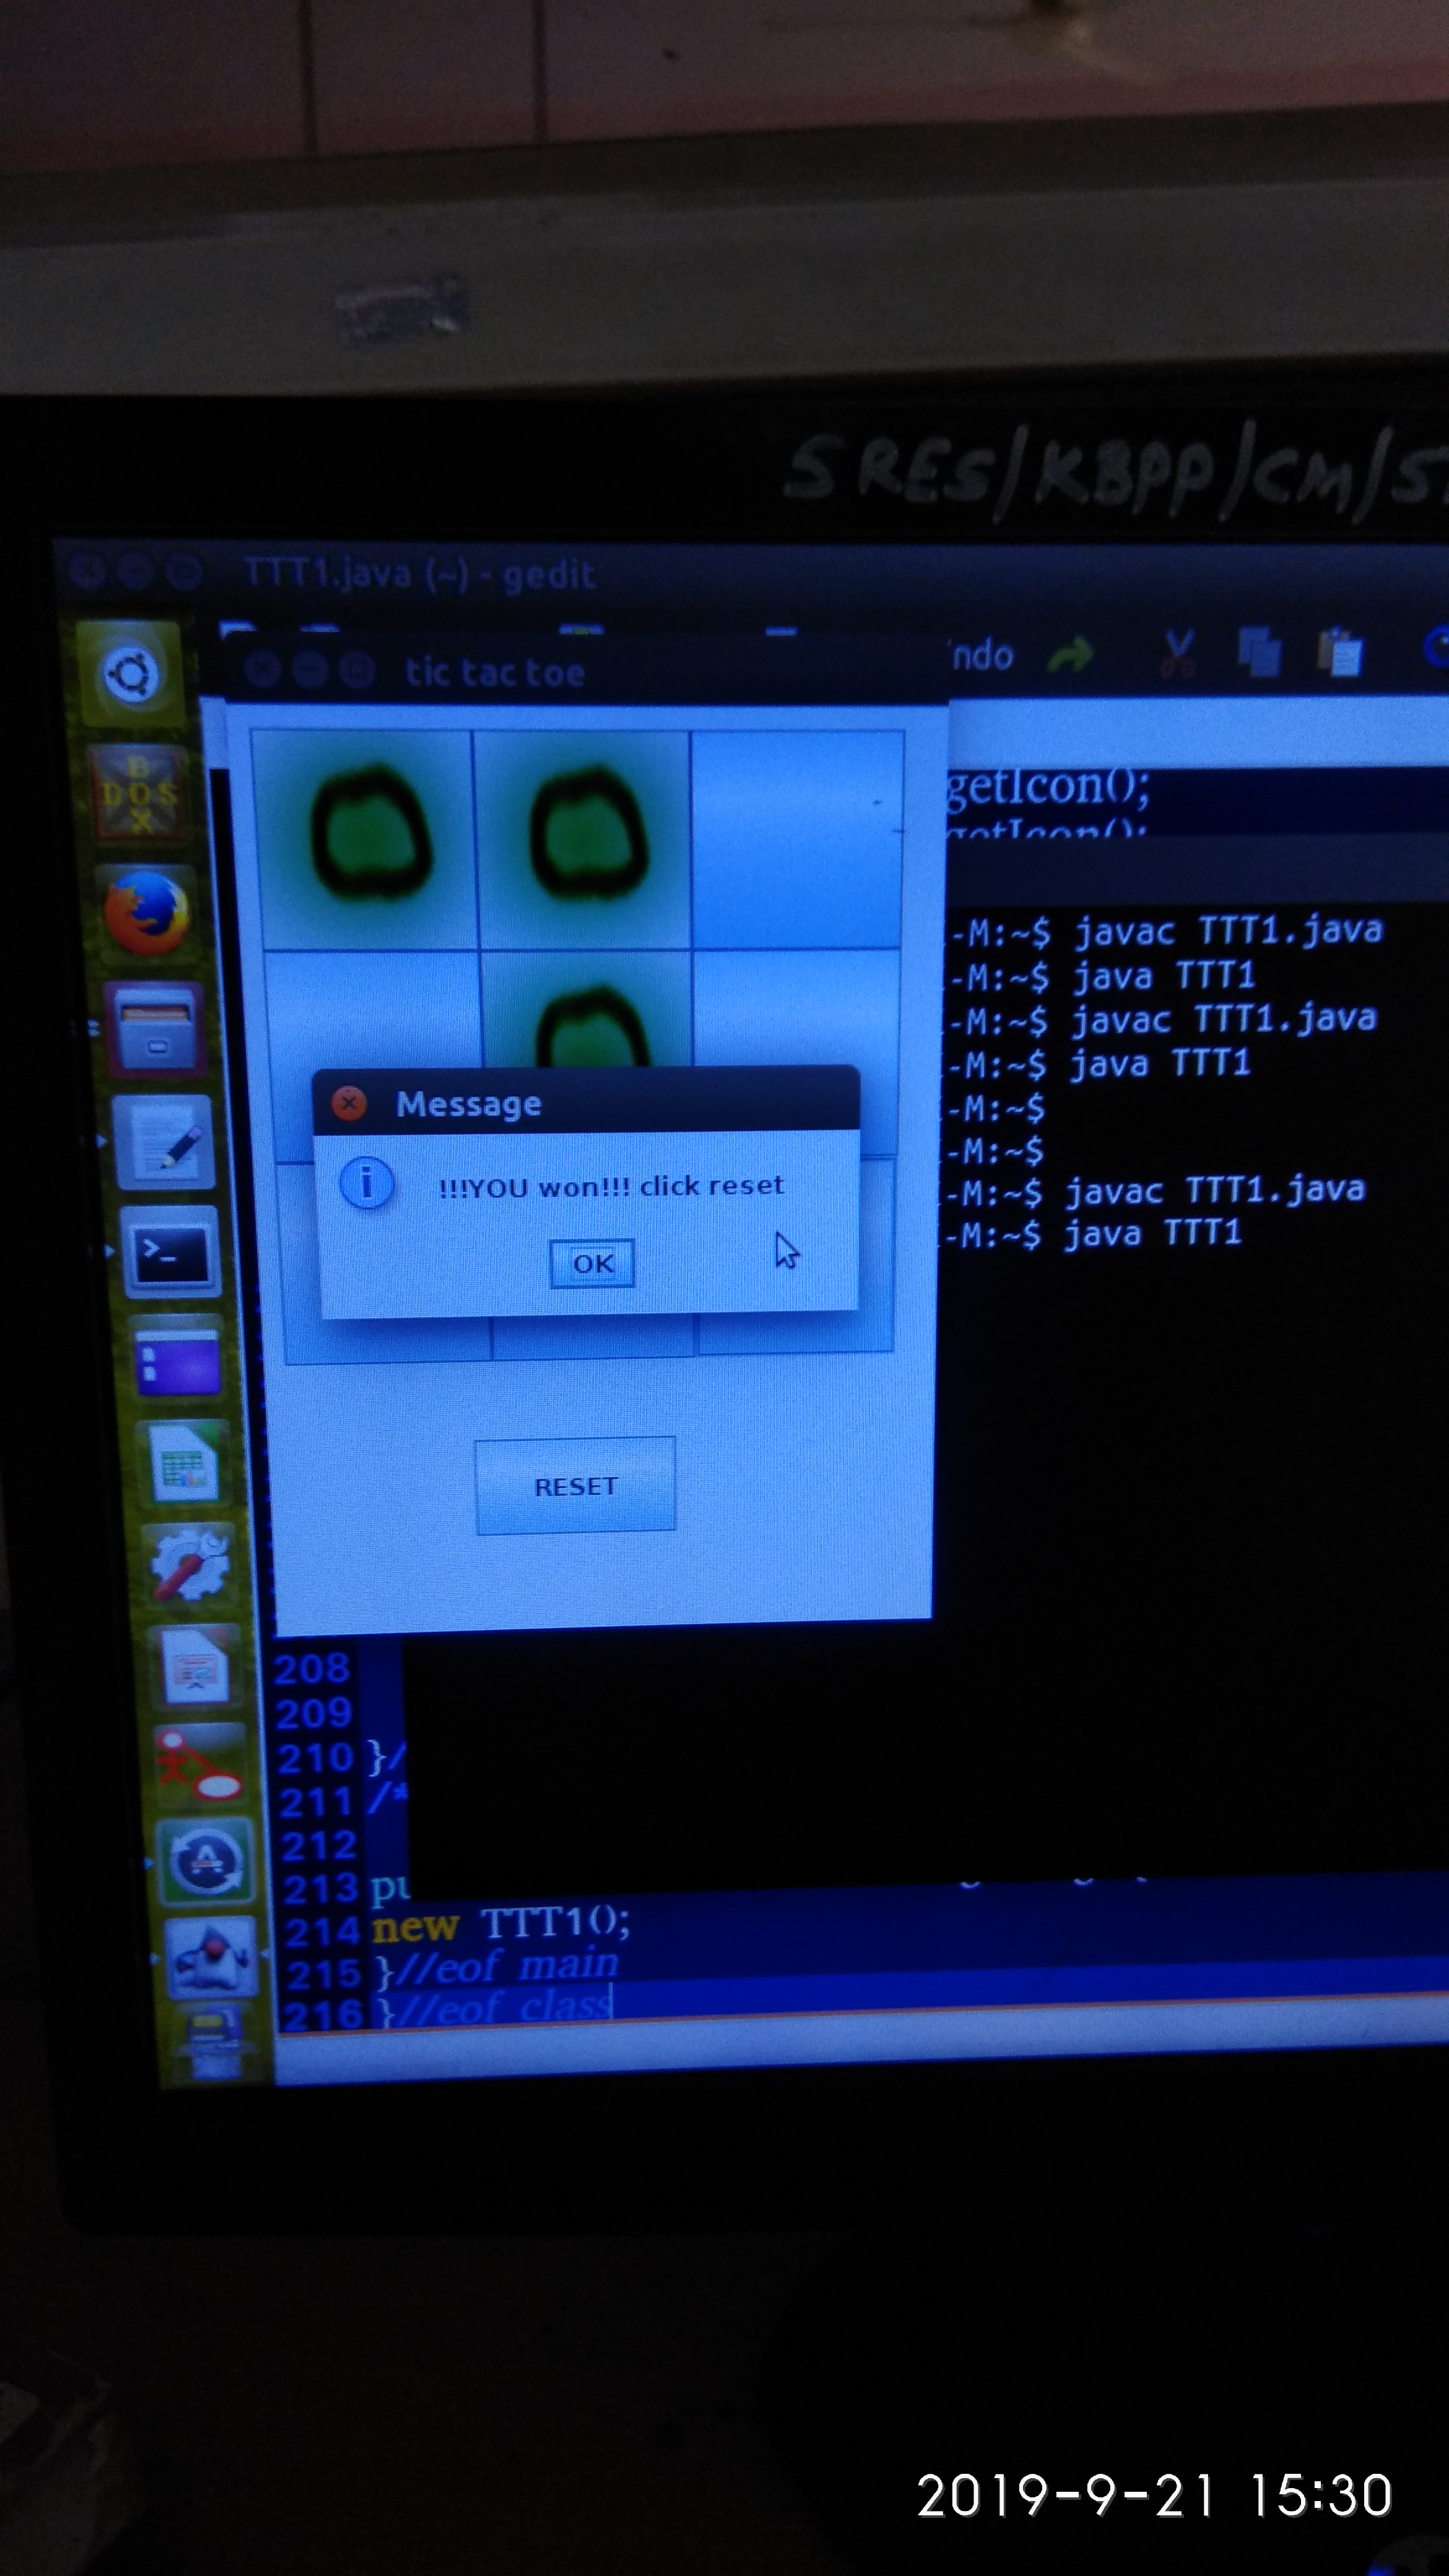 SRES/KBPP/CM/
TTT1.java (~) - gedit
tic tac toe
ndo
getIcon();
getIcon();
-M:~$ javac TTT1.java
-M:~$ java TTT1
-M:~$ javac TTT1.java
-M:~$ java TTT1
-M:~$
-M:~$
-M:~$ javac TTT1.java
-M:~$ java TTT1
Message
!!!YOU won!!! click reset
OK
RESET
208
209
210 }/
211 /*
212
213 pu
214 new TTT1();
215 }//eof main
216 }//eof class
B
DOS
X
2019-9-21 15:30